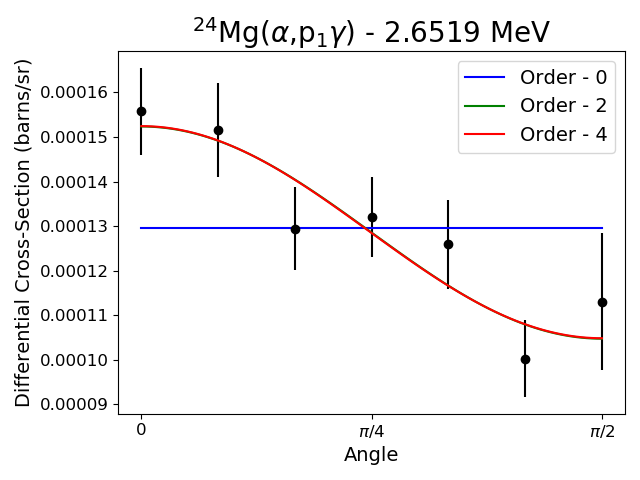 ²⁴Mg(α,p₁γ) - 2.6519 MeV
Differential Cross-Section (barns/sr)
0.00016
0.00015
0.00014
0.00013
0.00012
0.00011
0.00010
0.00009
Order - 0
Order - 2
Order - 4
0 π/4 π/2
Angle